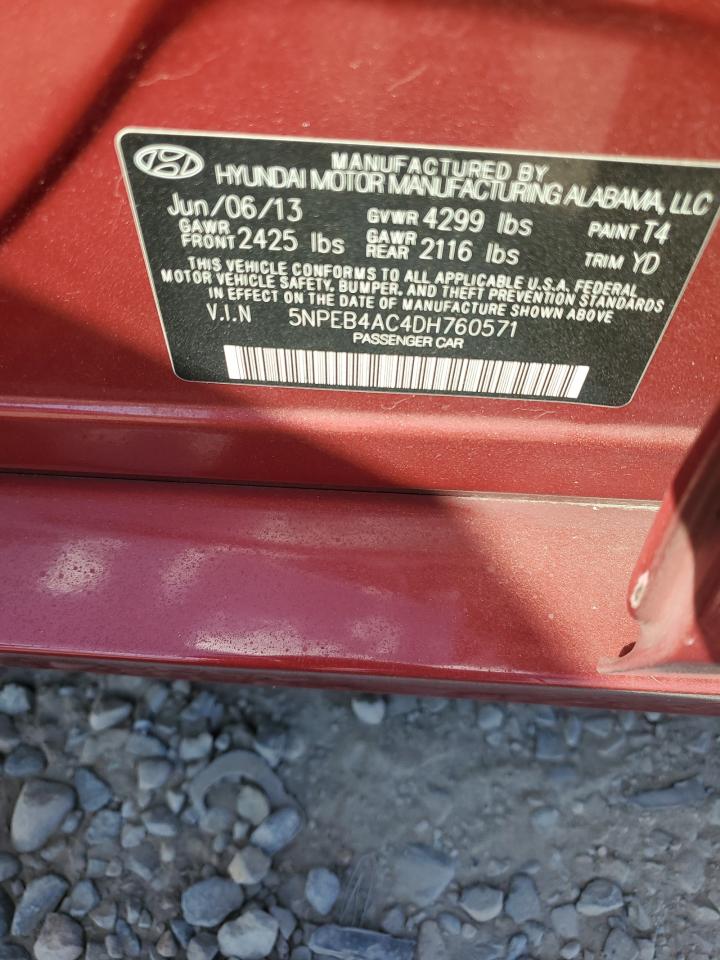 MANUFACTURED BY
HYUNDAI MOTOR MANUFACTURING ALABAMA, LLC
Jun/06/13 GVWR 4299 lbs PAINT T4
GAWR FRONT 2425 lbs GAWR REAR 2116 lbs TRIM YD
THIS VEHICLE CONFORMS TO ALL APPLICABLE U.S.A. FEDERAL
MOTOR VEHICLE SAFETY, BUMPER, AND THEFT PREVENTION STANDARDS
IN EFFECT ON THE DATE OF MANUFACTURE SHOWN ABOVE
V.I.N 5NPEB4AC4DH760571
PASSENGER CAR